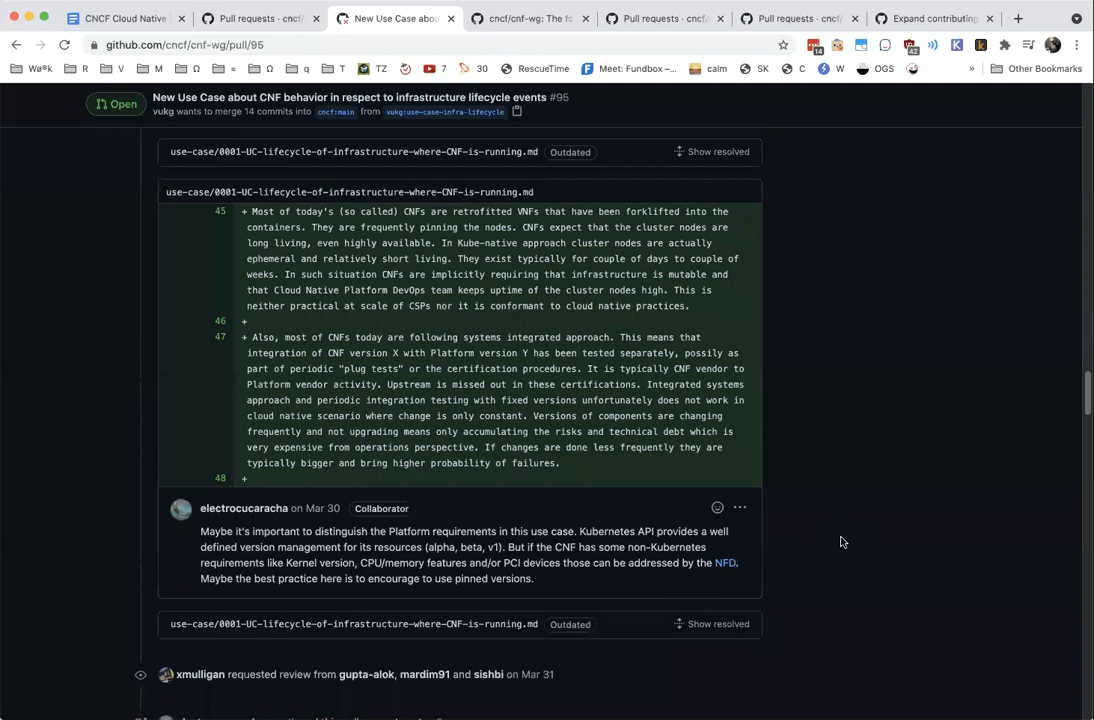 CNCF Cloud Native
Pull requests · cncf/
New Use Case abou
cncf/cnf-wg: The fo
Pull requests · cncf/
Pull requests · cncf/
Expand contributing
github.com/cncf/cnf-wg/pull/95
14
42
Wø®k
R
V
M
Ω
≈
Ω
q
T
TZ
7
30
RescueTime
Meet: Fundbox –...
calm
SK
C
W
OGS
»
Other Bookmarks
Open
New Use Case about CNF behavior in respect to infrastructure lifecycle events #95
vukg wants to merge 14 commits into cncf:main from vukg:use-case-infra-lifecycle
use-case/0001-UC-lifecycle-of-infrastructure-where-CNF-is-running.md Outdated Show resolved
use-case/0001-UC-lifecycle-of-infrastructure-where-CNF-is-running.md
45 + Most of today's (so called) CNFs are retrofitted VNFs that have been forklifted into the
containers. They are frequently pinning the nodes. CNFs expect that the cluster nodes are
long living, even highly available. In Kube-native approach cluster nodes are actually
ephemeral and relatively short living. They exist typically for couple of days to couple of
weeks. In such situation CNFs are implicitly requiring that infrastructure is mutable and
that Cloud Native Platform DevOps team keeps uptime of the cluster nodes high. This is
neither practical at scale of CSPs nor it is conformant to cloud native practices.
46 +
47 + Also, most of CNFs today are following systems integrated approach. This means that
integration of CNF version X with Platform version Y has been tested separately, possily as
part of periodic "plug tests" or the certification procedures. It is typically CNF vendor to
Platform vendor activity. Upstream is missed out in these certifications. Integrated systems
approach and periodic integration testing with fixed versions unfortunately does not work in
cloud native scenario where change is only constant. Versions of components are changing
frequently and not upgrading means only accumulating the risks and technical debt which is
very expensive from operations perspective. If changes are done less frequently they are
typically bigger and bring higher probability of failures.
48 +
electrocucaracha on Mar 30 Collaborator
Maybe it's important to distinguish the Platform requirements in this use case. Kubernetes API provides a well
defined version management for its resources (alpha, beta, v1). But if the CNF has some non-Kubernetes
requirements like Kernel version, CPU/memory features and/or PCI devices those can be addressed by the NFD.
Maybe the best practice here is to encourage to use pinned versions.
use-case/0001-UC-lifecycle-of-infrastructure-where-CNF-is-running.md Outdated Show resolved
xmulligan requested review from gupta-alok, mardim91 and sishbi on Mar 31